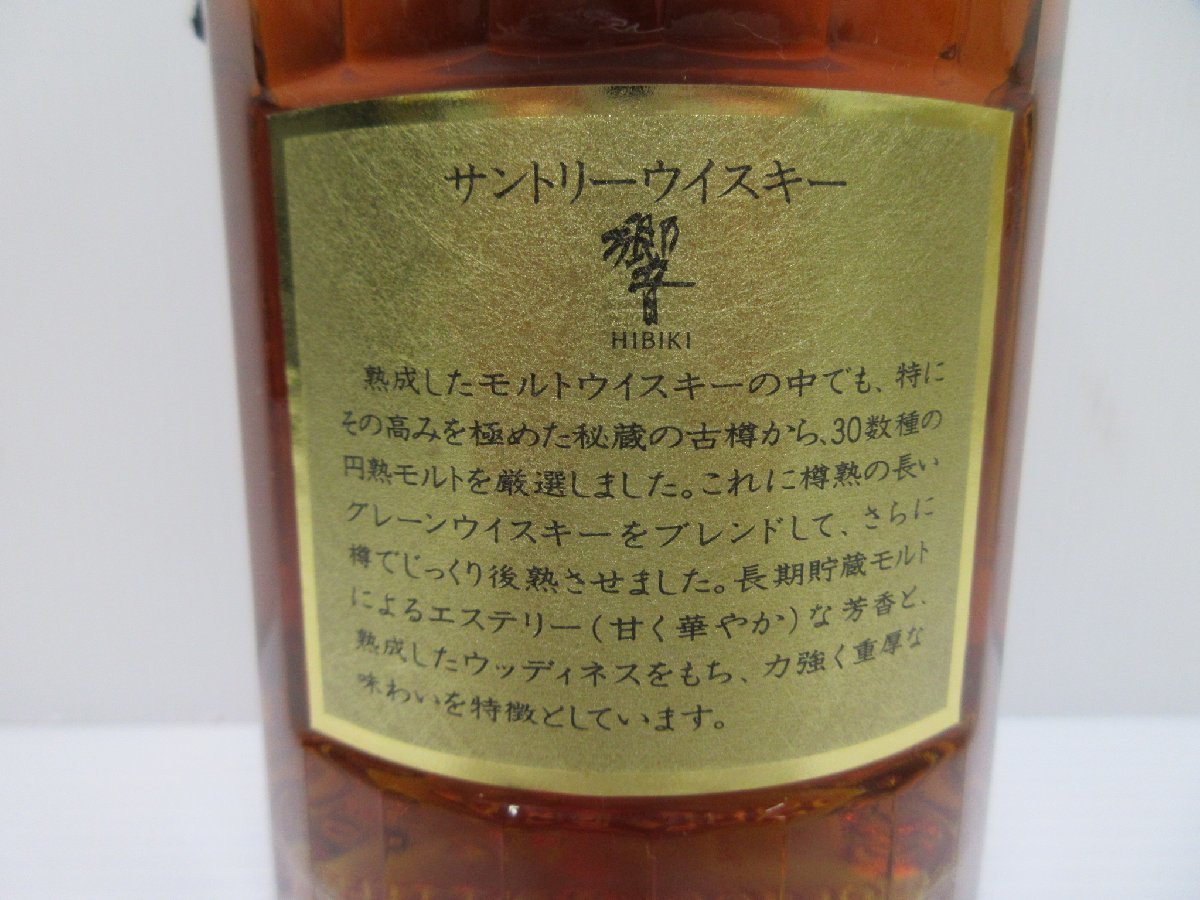 サントリーウイスキー
響
HIBIKI
熟成したモルトウイスキーの中でも、特に
その高みを極めた秘蔵の古樽から、30数種の
円熟モルトを厳選しました。これに樽熟の長い
グレーンウイスキーをブレンドして、さらに
樽でじっくり後熟させました。長期貯蔵モルト
によるエステリー(甘く華やか)な芳香と、
熟成したウッディネスをもち、力強く重厚な
味わいを特徴としています。